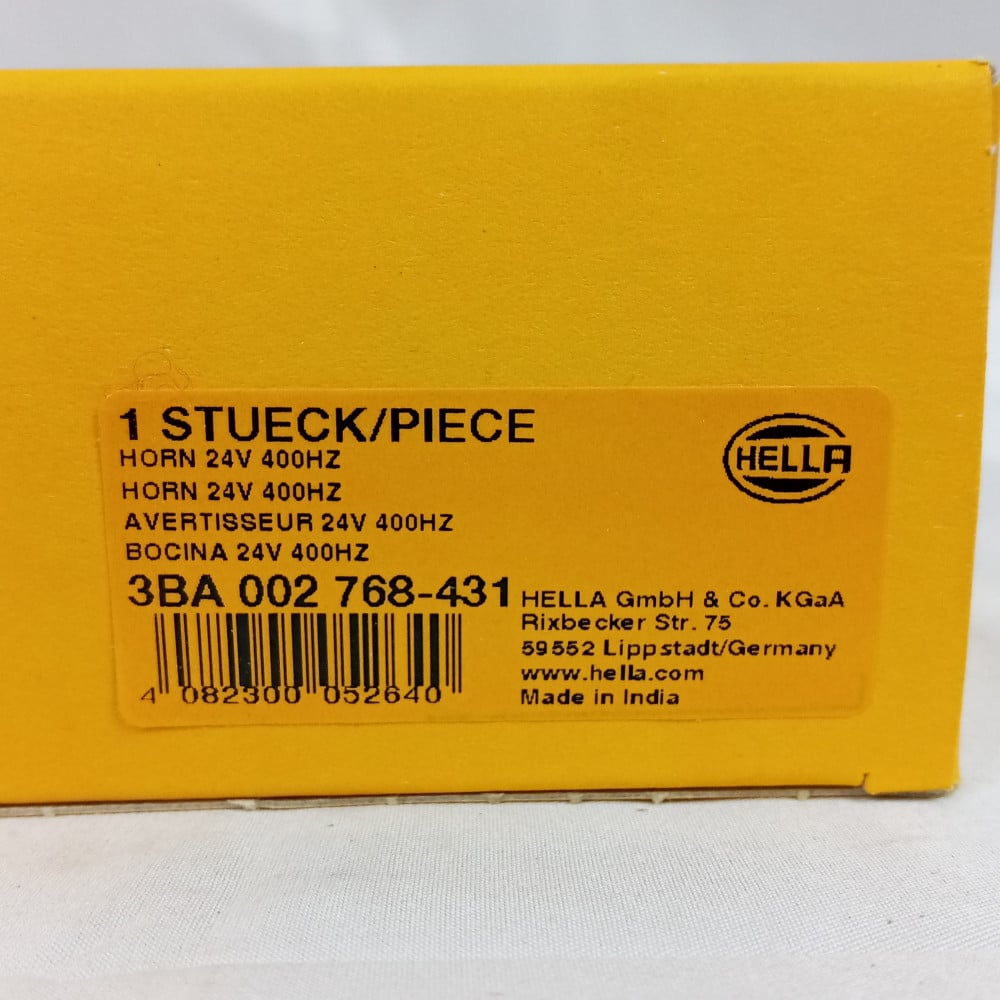 1 STUECK/PIECE
HORN 24V 400HZ
HORN 24V 400HZ
AVERTISSEUR 24V 400HZ
BOCINA 24V 400HZ
3BA 002 768-431
4 082300 052640
HELLA
HELLA GmbH & Co. KGaA
Rixbecker Str. 75
59552 Lippstadt/Germany
www.hella.com
Made in India